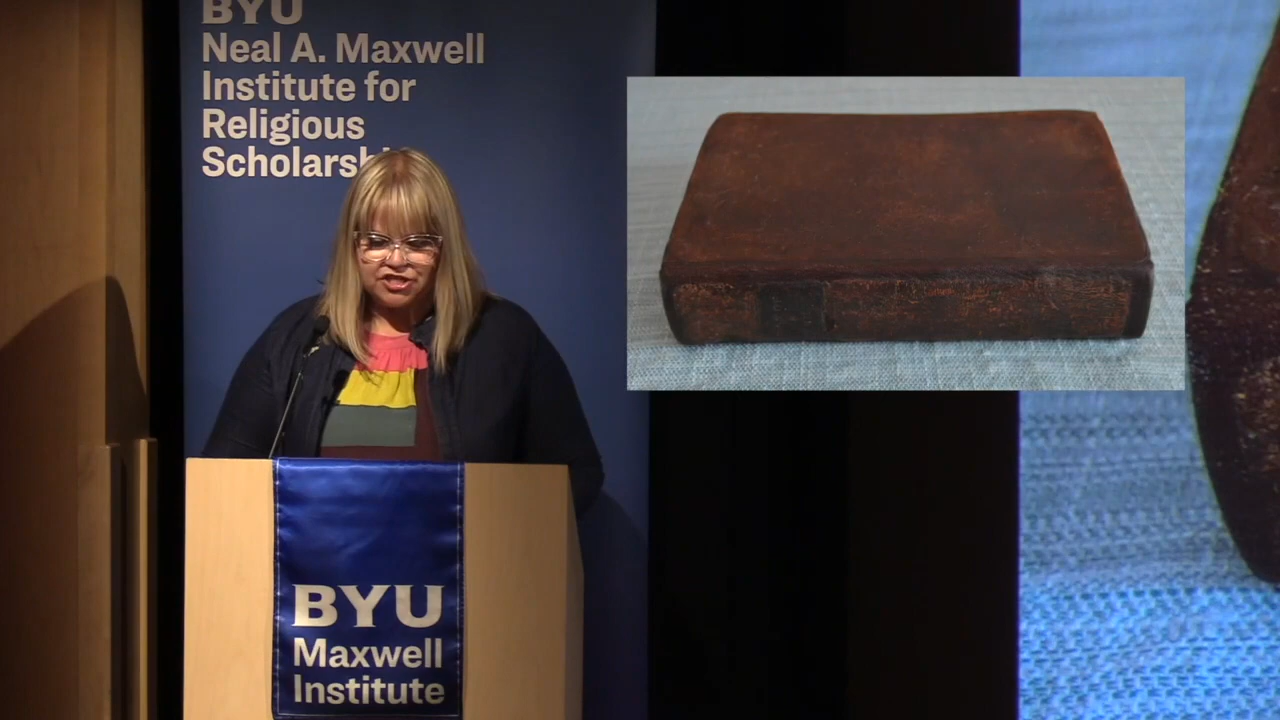 BYU
Neal A. Maxwell
Institute for
Religious
BYU
Maxwell
Institute